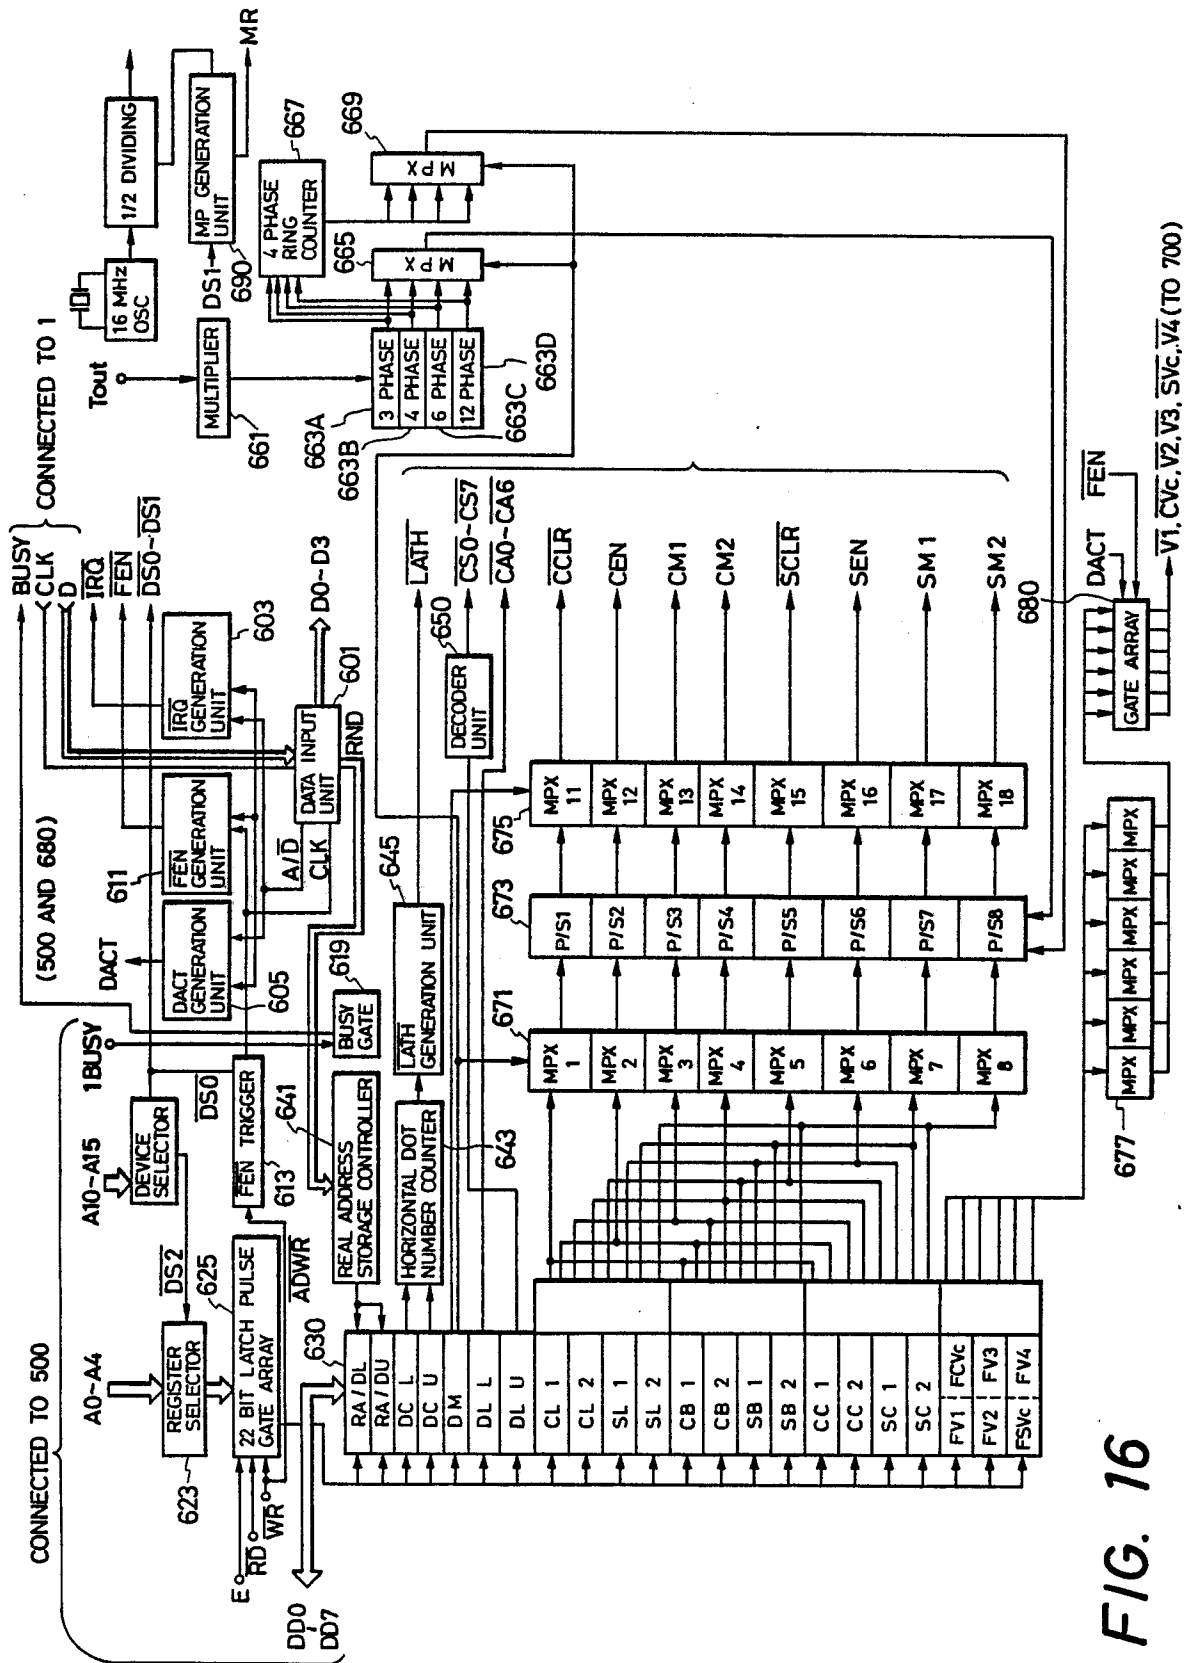 CONNECTED TO 500
A0~A4
A10~A15
1BUSY
(500 AND 680)
CONNECTED TO 1
BUSY
CLK
D
IRQ
FEN
DS0~DS1
DACT
REGISTER
SELECTOR
623
DS2
DEVICE
SELECTOR
DS0
DACT
GENERATION
UNIT
605
611
FEN
GENERATION
UNIT
IRQ
GENERATION
UNIT
603
E
RD
WR
22 BIT LATCH PULSE
GATE ARRAY
625
FEN TRIGGER
613
ADWR
BUSY
GATE
619
A/D
CLK
DATA INPUT
UNIT
601
RND
D0~D3
REAL ADDRESS
STORAGE CONTROLLER
641
HORIZONTAL DOT
NUMBER COUNTER
643
LATH
GENERATION UNIT
645
LATH
DECODER
UNIT
650
CS0~CS7
CA0~CA6
Tout
MULTIPLIER
661
16 MHz
OSC
1/2 DIVIDING
DS1
MP GENERATION
UNIT
690
MR
663A
663B
3 PHASE
4 PHASE
6 PHASE
12 PHASE
663C
663D
4 PHASE
RING
COUNTER
667
665
MPX
MPX
669
DD0
~
DD7
630
RA/DL
RA/DU
DC L
DC U
DM
DL L
DL U
CL 1
CL 2
SL 1
SL 2
CB 1
CB 2
SB 1
SB 2
CC 1
CC 2
SC 1
SC 2
FV1 FCVc
FV2 FV3
FSVc FV4
671
MPX 1
MPX 2
MPX 3
MPX 4
MPX 5
MPX 6
MPX 7
MPX 8
673
P/S1
P/S2
P/S3
P/S4
P/S5
P/S6
P/S7
P/S8
675
MPX 11
MPX 12
MPX 13
MPX 14
MPX 15
MPX 16
MPX 17
MPX 18
CCLR
CEN
CM1
CM2
SCLR
SEN
SM1
SM2
677
MPX MPX MPX MPX MPX MPX
680
GATE ARRAY
DACT
FEN
V1, CVc, V2, V3, SVc, V4 (TO 700)
FIG. 16